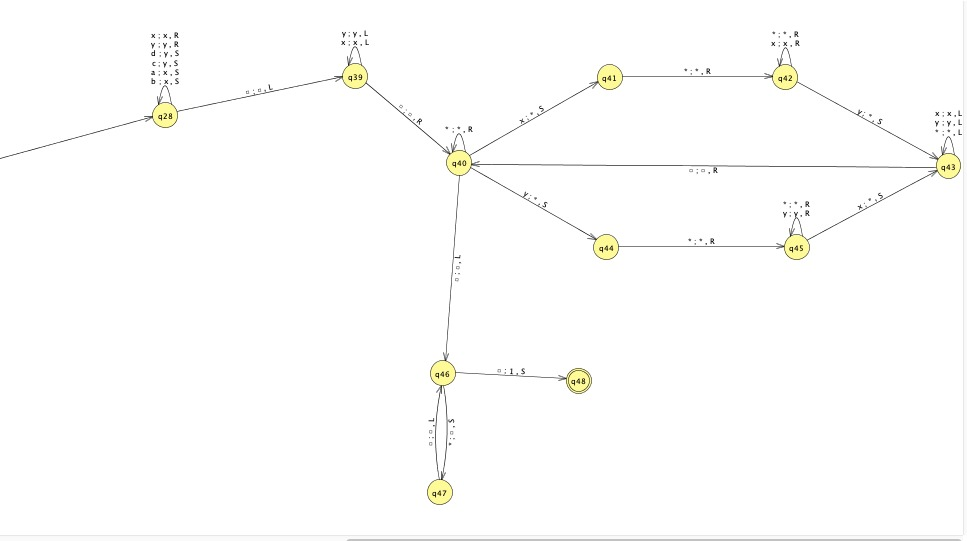 x ; x , R
y ; y , R
d ; y , S
c ; y , S
a ; x , S
b ; x , S
q28
□ ; □ , L
y ; y , L
x ; x , L
q39
□ ; □ , R
* ; * , R
q40
x ; * , S
q41
* ; * , R
* ; * , R
x ; x , R
q42
y ; * , S
x ; x , L
y ; y , L
* ; * , L
q43
□ ; □ , R
y ; * , S
q44
* ; * , R
* ; * , R
y ; y , R
q45
x ; * , S
□ ; □ , L
q46
□ ; 1 , S
q48
□ ; □ , L
* ; □ , S
q47